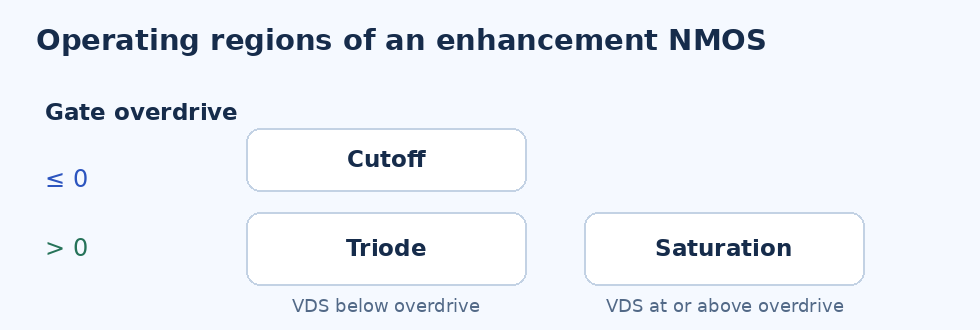 Operating regions of an enhancement NMOS
Gate overdrive
Cutoff
≤ 0
> 0
Triode
Saturation
VDS below overdrive
VDS at or above overdrive